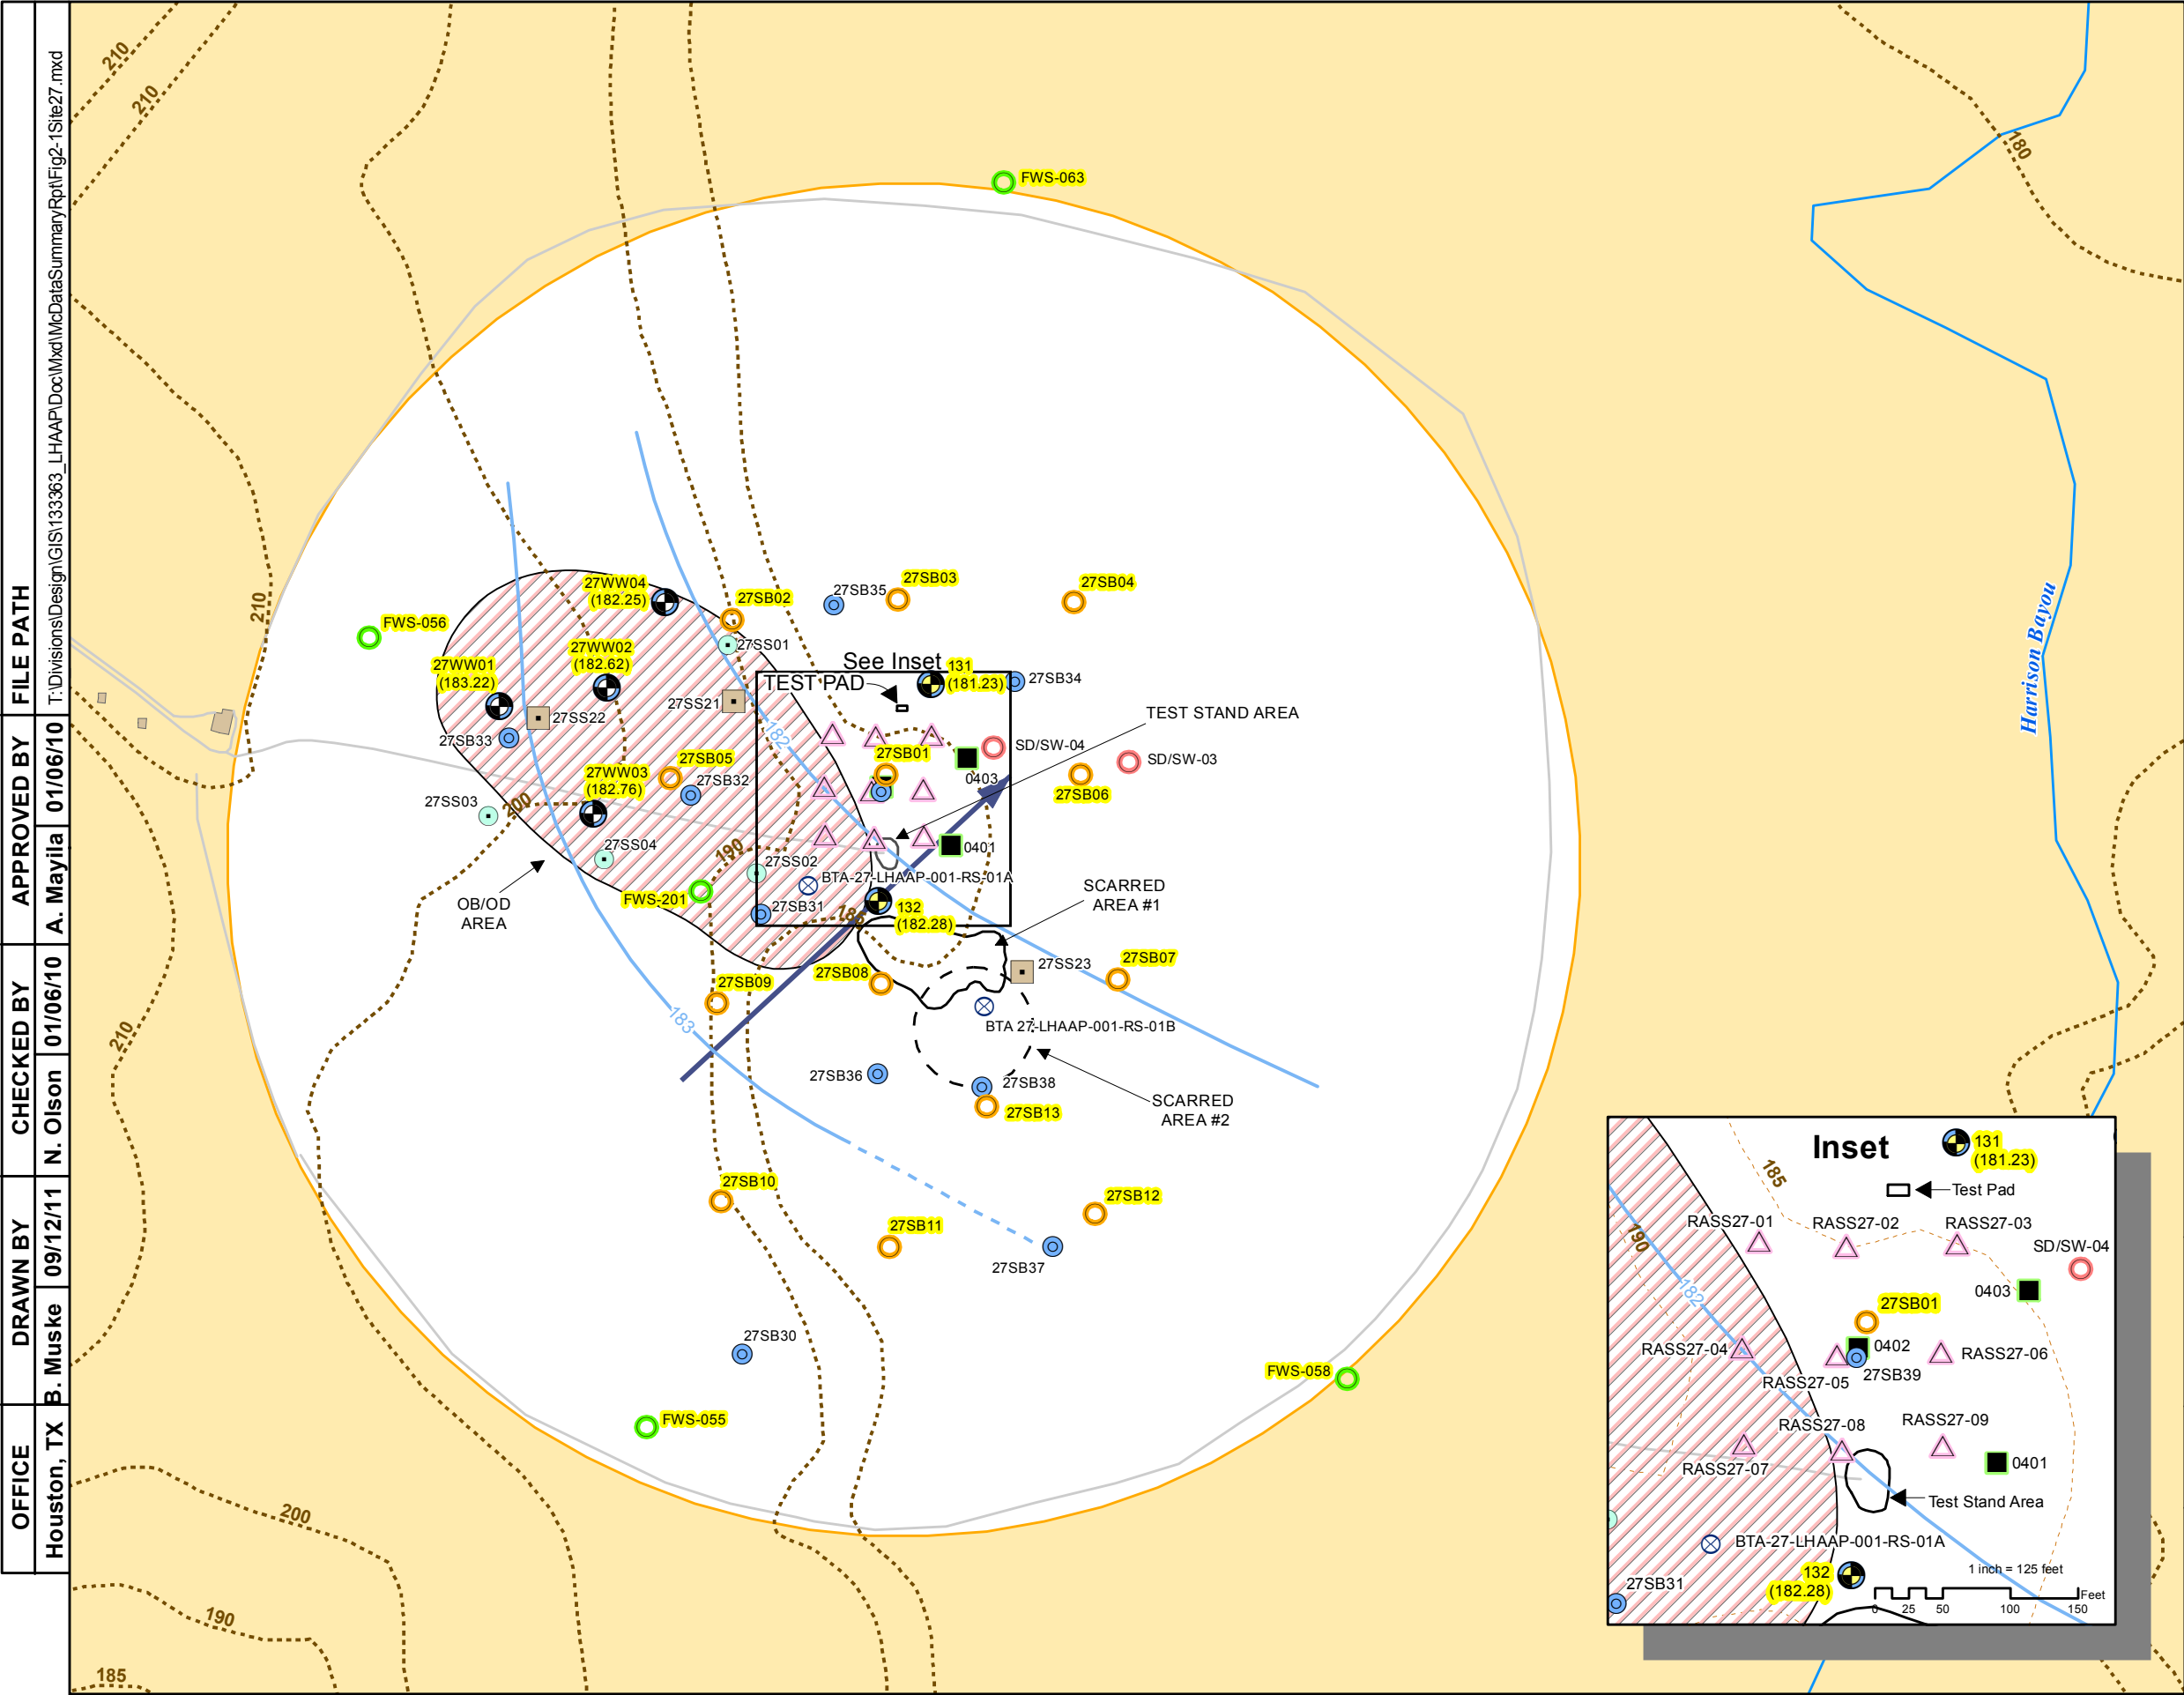 FILE PATH
T:\Divisions\Design\GIS\133363_LHAAP\Doc\Mxd\McDataSummaryRpt\Fig2-1Site27.mxd
APPROVED BY
A. Mayila
01/06/10
CHECKED BY
N. Olson
01/06/10
DRAWN BY
B. Muske
09/12/11
OFFICE
Houston, TX
210
210
180
FWS-063
210
Harrison Bayou
27WW04
(182.25)
27SB02
27SB35
27SB03
27SB04
FWS-056
27WW02
(182.62)
27SS01
27WW01
(183.22)
See Inset
131
(181.23)
27SB34
TEST PAD
27SS21
27SS22
27SB33
TEST STAND AREA
182
SD/SW-04
SD/SW-03
27SB01
0403
27SB05
27SB32
27WW03
(182.76)
27SB06
27SS03
200
27SS04
190
0401
27SS02
BTA-27-LHAAP-001-RS-01A
FWS-201
27SB31
185
132
(182.28)
OB/OD
AREA
SCARRED
AREA #1
27SB07
27SS23
27SB08
27SB09
183
BTA 27-LHAAP-001-RS-01B
210
27SB36
27SB38
27SB13
SCARRED
AREA #2
27SB10
27SB12
27SB11
27SB37
27SB30
FWS-058
FWS-055
200
190
185
Inset
131
(181.23)
185
Test Pad
RASS27-01
RASS27-02
RASS27-03
190
SD/SW-04
182
0403
27SB01
RASS27-04
0402
RASS27-06
27SB39
RASS27-05
RASS27-08
RASS27-09
RASS27-07
0401
Test Stand Area
BTA-27-LHAAP-001-RS-01A
132
(182.28)
27SB31
1 inch = 125 feet
Feet
0 25 50 100 150